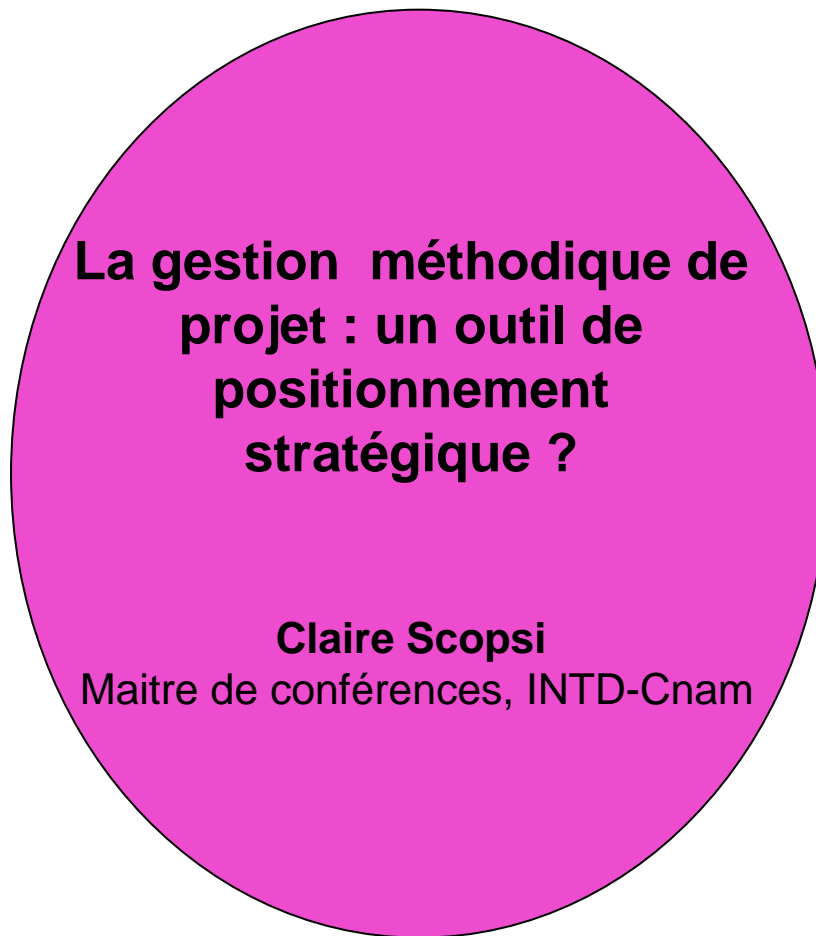 La gestion méthodique de
projet : un outil de
positionnement
stratégique ?
Claire Scopsi
Maitre de conférences, INTD-Cnam